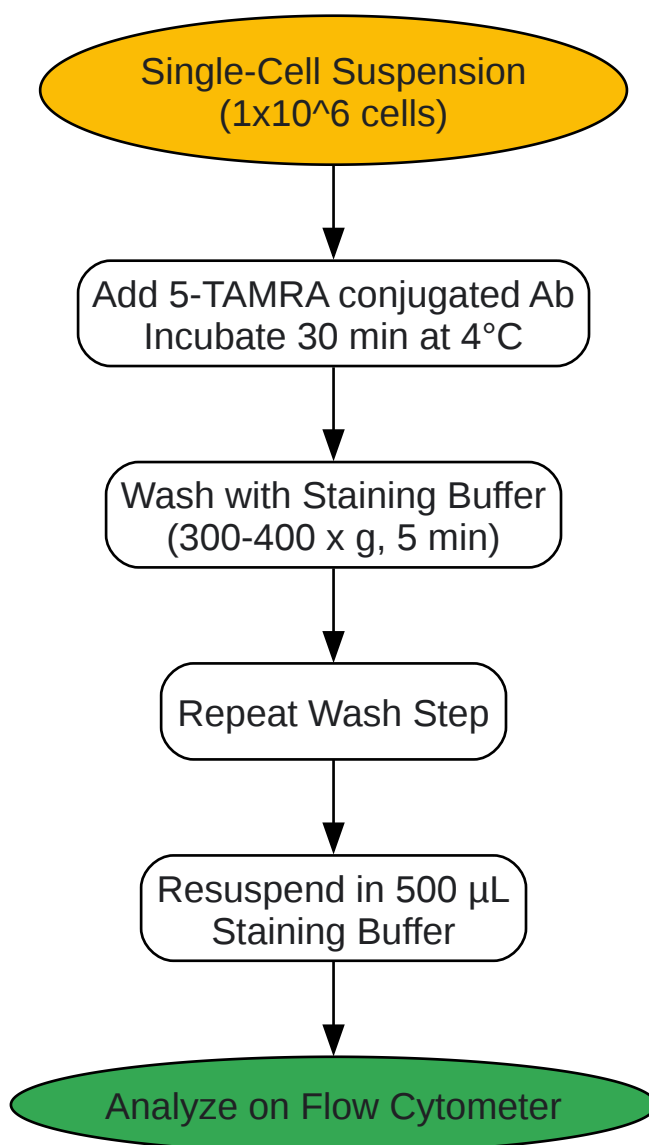 Single-Cell Suspension
(1x10^6 cells)
Add 5-TAMRA conjugated Ab
Incubate 30 min at 4°C
Wash with Staining Buffer
(300-400 x g, 5 min)
Repeat Wash Step
Resuspend in 500 µL
Staining Buffer
Analyze on Flow Cytometer